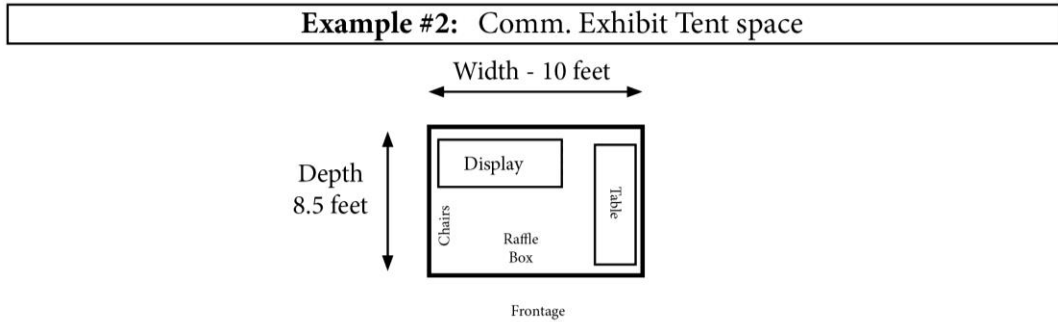 Example #2: Comm. Exhibit Tent space
Width - 10 feet
Depth
8.5 feet
Display
Table
Chairs
Raffle
Box
Frontage